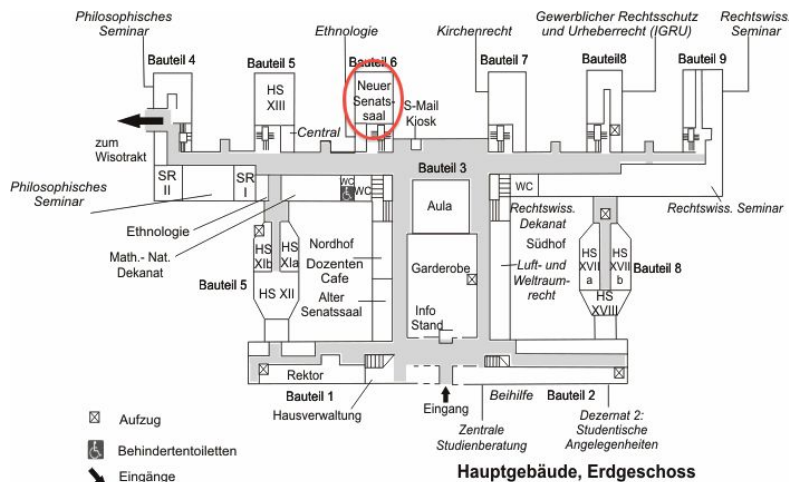 Philosophisches
Seminar
Bauteil 4
Bauteil 5
Ethnologie
Bauteil 6
Kirchenrecht
Bauteil 7
Gewerblicher Rechtsschutz
und Urheberrecht (IGRU)
Bauteil8
Rechtswiss.
Seminar
Bauteil 9
HS
XIII
Neuer
Senats-
saal
S-Mail
Kiosk
Central
zum
Wisotrakt
Bauteil 3
SR
II
SR
I
WC
WC
WC
Philosophisches
Seminar
Ethnologie
Math.- Nat.
Dekanat
Aula
Rechtswiss.
Dekanat
Rechtswiss. Seminar
HS
XIb
HS
XIa
Nordhof
Dozenten
Cafe
Alter
Senatssaal
Garderobe
Südhof
Luft- und
Weltraum-
recht
HS
XVII
a
HS
XVII
b
Bauteil 8
Bauteil 5
HS XII
HS
XVIII
Info
Stand
Rektor
Bauteil 1
Hausverwaltung
Eingang
Beihilfe
Bauteil 2
Zentrale
Studienberatung
Dezernat 2:
Studentische
Angelegenheiten
Aufzug
Behindertentoiletten
Eingänge
Hauptgebäude, Erdgeschoss